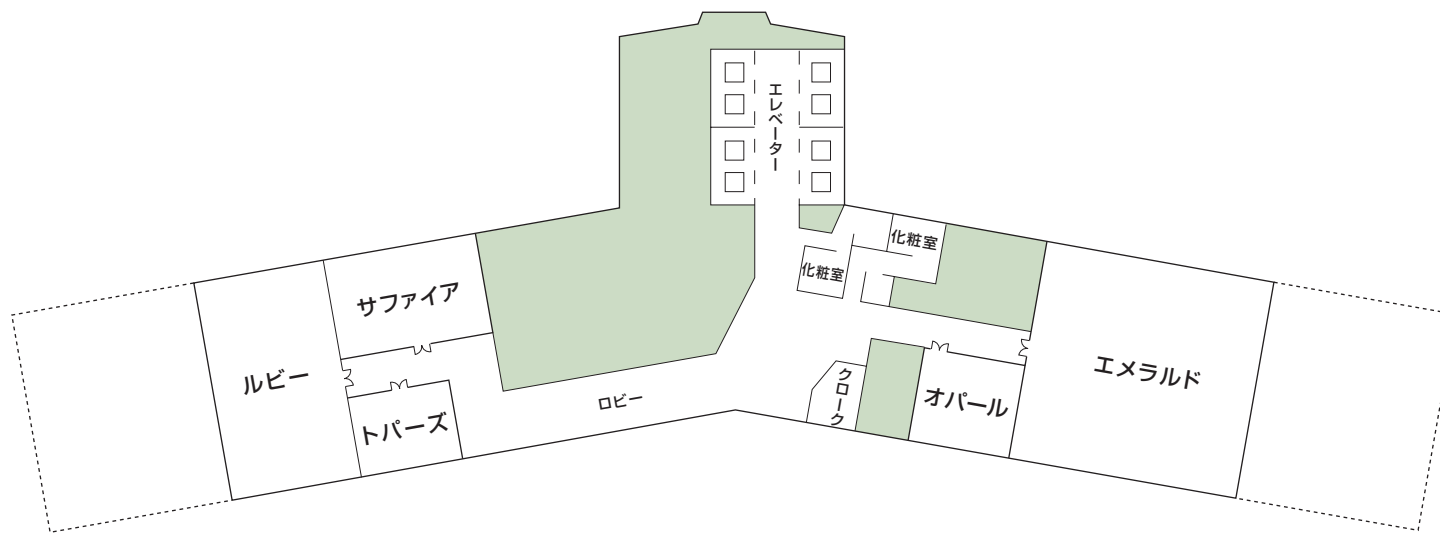 エレベーター
化粧室
化粧室
サファイア
ルビー
トパーズ
ロビー
クローク
オパール
エメラルド